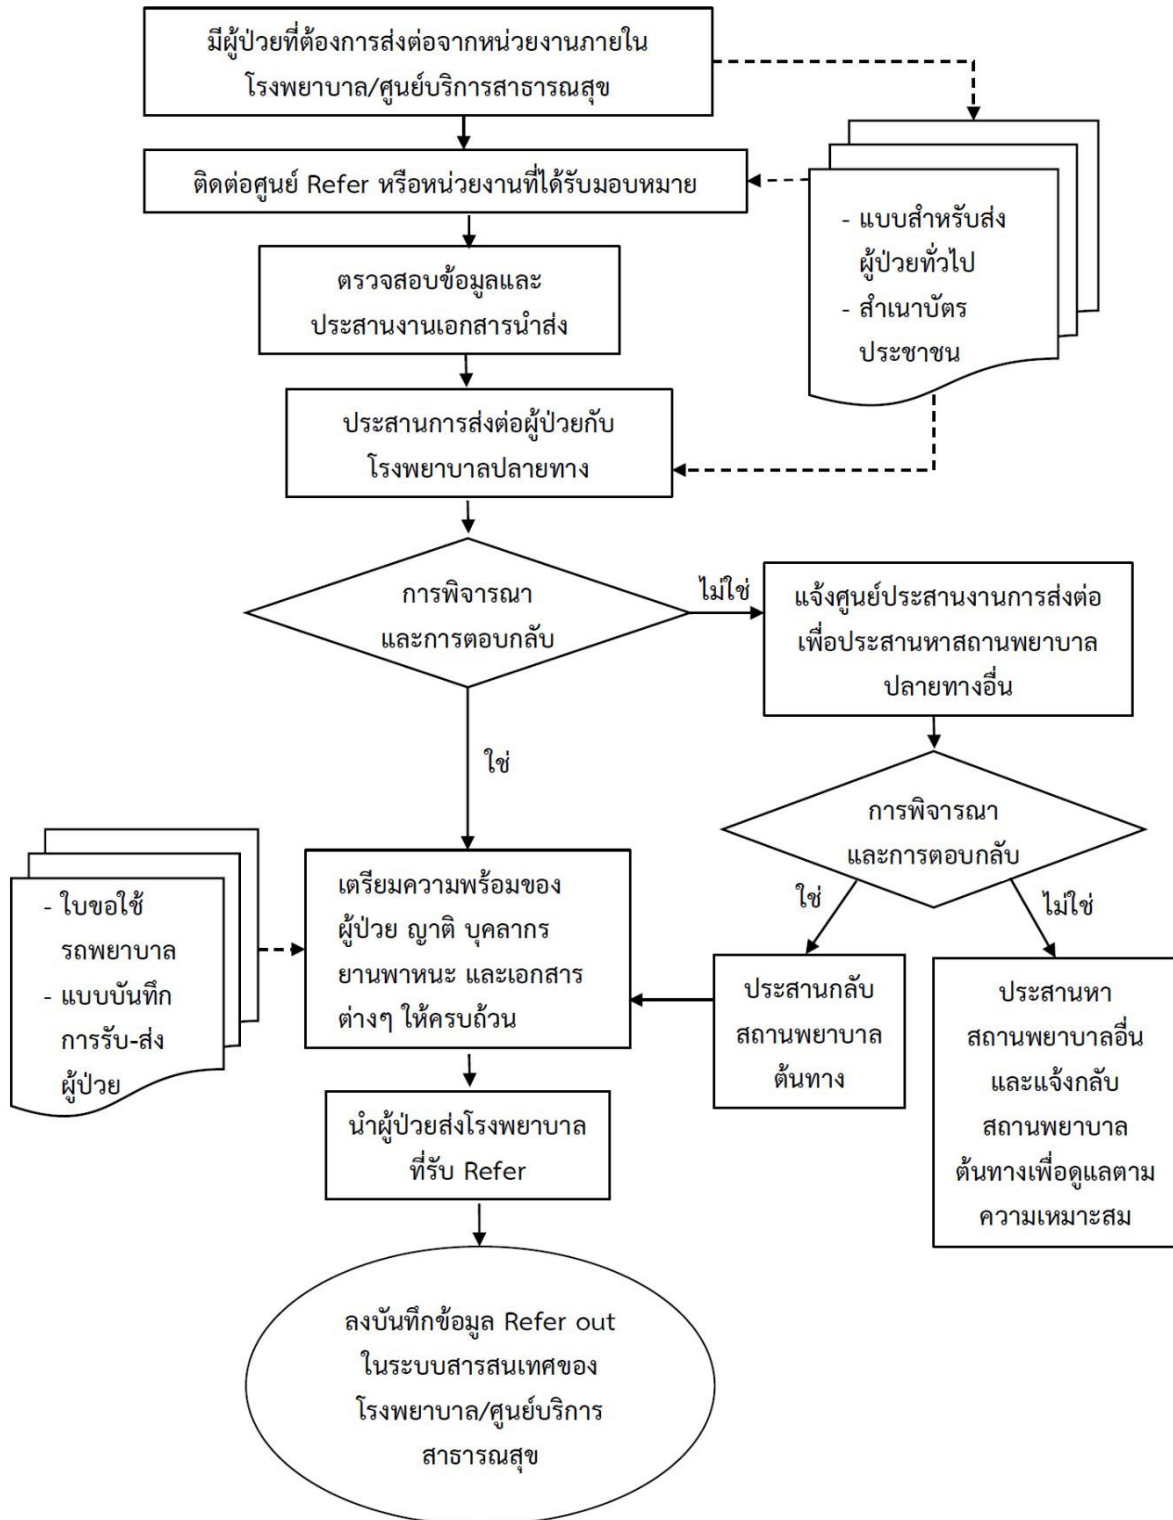 มีผู้ป่วยที่ต้องการส่งต่อจากหน่วยงานภายใน
โรงพยาบาล/ศูนย์บริการสาธารณสุข
ติดต่อศูนย์ Refer หรือหน่วยงานที่ได้รับมอบหมาย
- แบบสำหรับส่ง
ผู้ป่วยทั่วไป
- สำเนาบัตร
ประชาชน
ตรวจสอบข้อมูลและ
ประสานงานเอกสารนำส่ง
ประสานการส่งต่อผู้ป่วยกับ
โรงพยาบาลปลายทาง
การพิจารณา
และการตอบกลับ
ไม่ใช่
แจ้งศูนย์ประสานงานการส่งต่อ
เพื่อประสานหาสถานพยาบาล
ปลายทางอื่น
ใช่
การพิจารณา
และการตอบกลับ
ใช่
ไม่ใช่
- ใบขอใช้
รถพยาบาล
- แบบบันทึก
การรับ-ส่ง
ผู้ป่วย
เตรียมความพร้อมของ
ผู้ป่วย ญาติ บุคลากร
ยานพาหนะ และเอกสาร
ต่างๆ ให้ครบถ้วน
ประสานกลับ
สถานพยาบาล
ต้นทาง
ประสานหา
สถานพยาบาลอื่น
และแจ้งกลับ
สถานพยาบาล
ต้นทางเพื่อดูแลตาม
ความเหมาะสม
นำผู้ป่วยส่งโรงพยาบาล
ที่รับ Refer
ลงบันทึกข้อมูล Refer out
ในระบบสารสนเทศของ
โรงพยาบาล/ศูนย์บริการ
สาธารณสุข